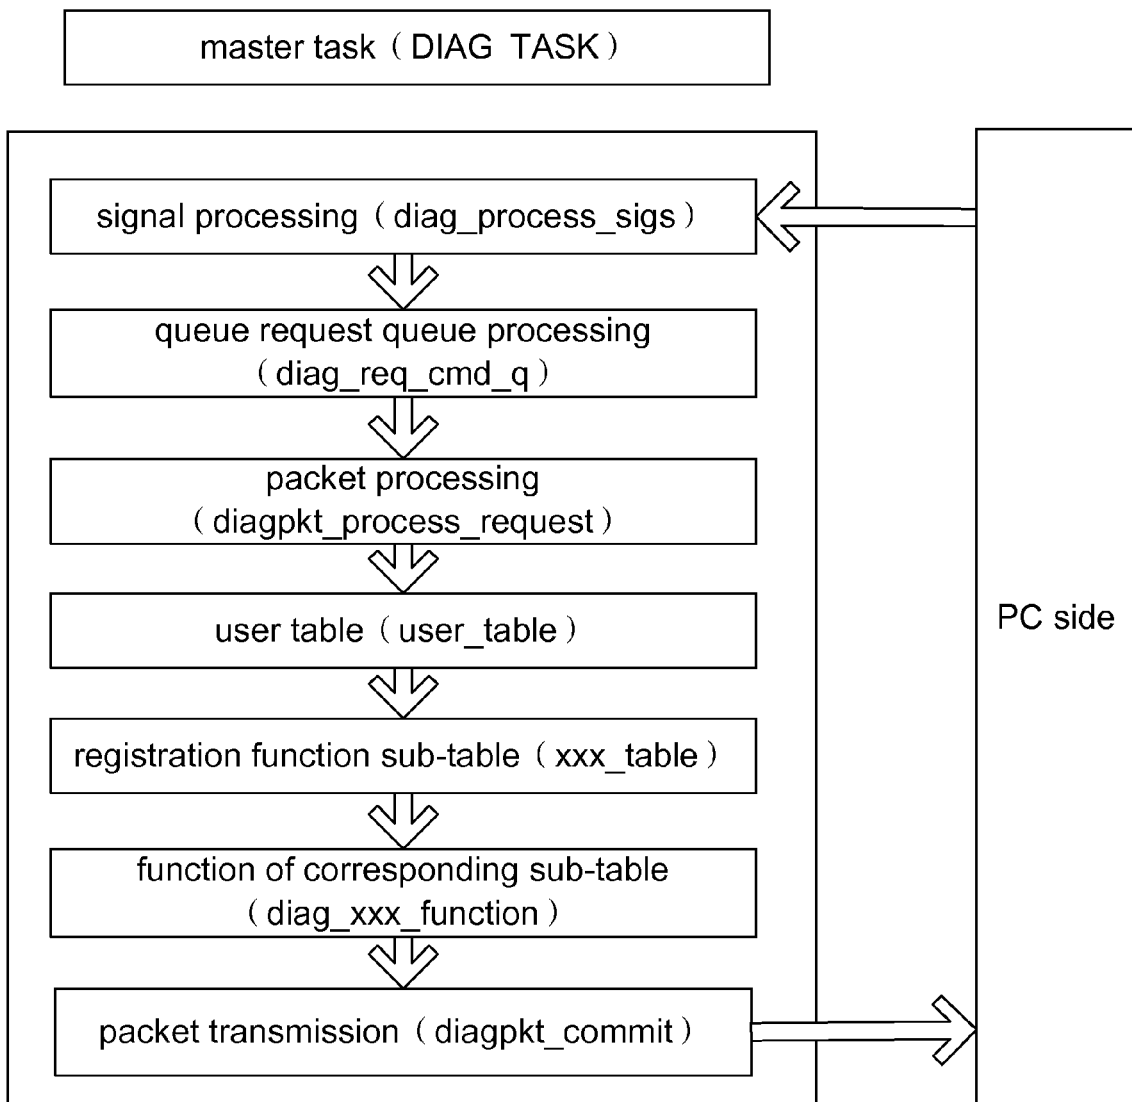 master task（DIAG TASK）
signal processing（diag_process_sigs）
queue request queue processing
（diag_req_cmd_q）
packet processing
（diagpkt_process_request）
user table（user_table）
PC side
registration function sub-table（xxx_table）
function of corresponding sub-table
（diag_xxx_function）
packet transmission（diagpkt_commit）